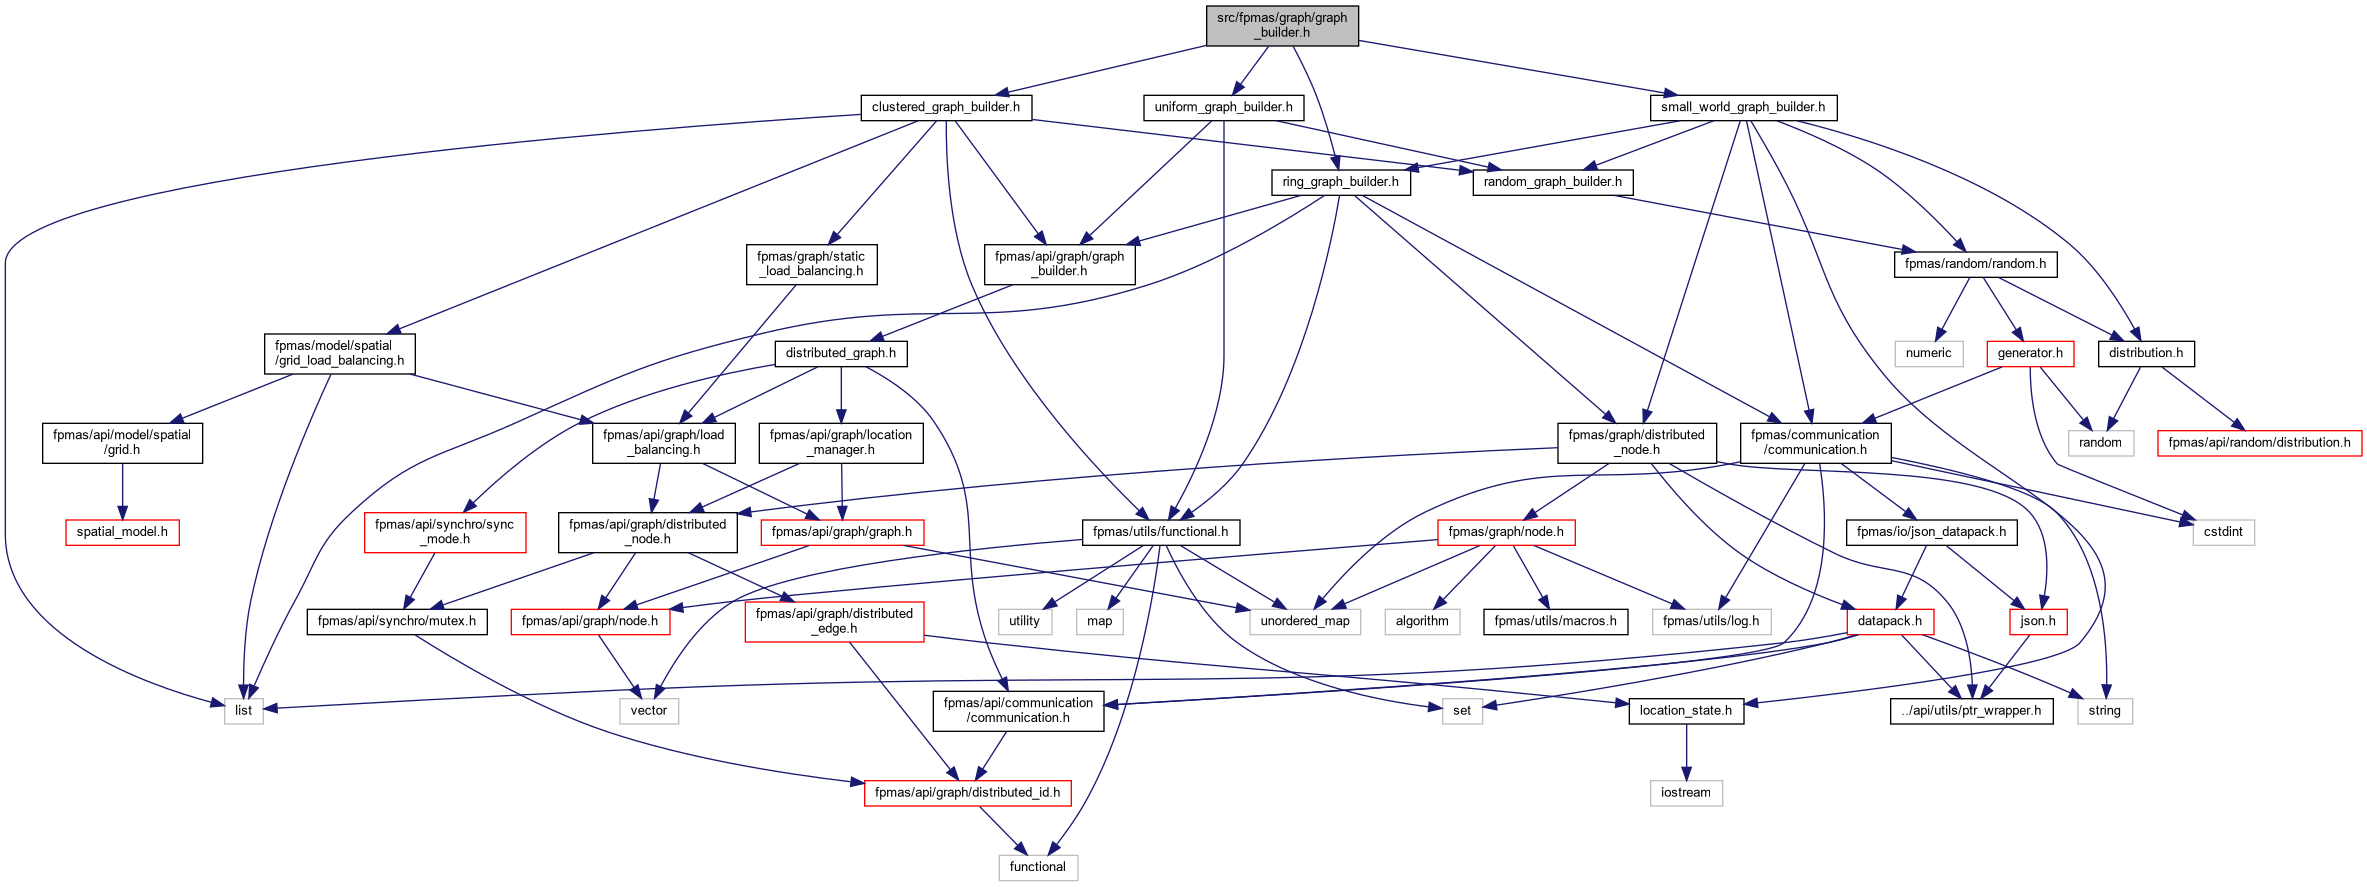 src/fpmas/graph/graph
_builder.h
clustered_graph_builder.h
uniform_graph_builder.h
small_world_graph_builder.h
ring_graph_builder.h
random_graph_builder.h
fpmas/graph/static
_load_balancing.h
fpmas/api/graph/graph
_builder.h
fpmas/random/random.h
fpmas/model/spatial
/grid_load_balancing.h
distributed_graph.h
numeric
generator.h
distribution.h
fpmas/api/model/spatial
/grid.h
fpmas/api/graph/load
_balancing.h
fpmas/api/graph/location
_manager.h
fpmas/graph/distributed
_node.h
fpmas/communication
/communication.h
random
fpmas/api/random/distribution.h
spatial_model.h
fpmas/api/synchro/sync
_mode.h
fpmas/api/graph/distributed
_node.h
fpmas/api/graph/graph.h
fpmas/utils/functional.h
fpmas/graph/node.h
fpmas/io/json_datapack.h
cstdint
fpmas/api/synchro/mutex.h
fpmas/api/graph/node.h
fpmas/api/graph/distributed
_edge.h
utility
map
unordered_map
algorithm
fpmas/utils/macros.h
fpmas/utils/log.h
datapack.h
json.h
list
vector
fpmas/api/communication
/communication.h
set
location_state.h
../api/utils/ptr_wrapper.h
string
fpmas/api/graph/distributed_id.h
iostream
functional